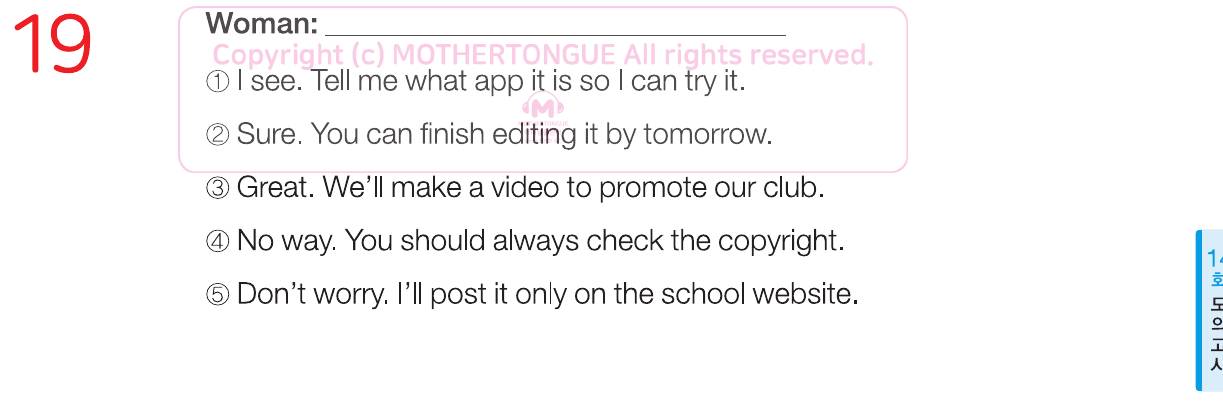 19
Woman:
Copyright (c) MOTHERTONGUE All rights reserved.
① I see. Tell me what app it is so I can try it.
② Sure. You can finish editing it by tomorrow.
③ Great. We'll make a video to promote our club.
④ No way. You should always check the copyright.
⑤ Don't worry. I'll post it only on the school website.
회
모
의
고
사